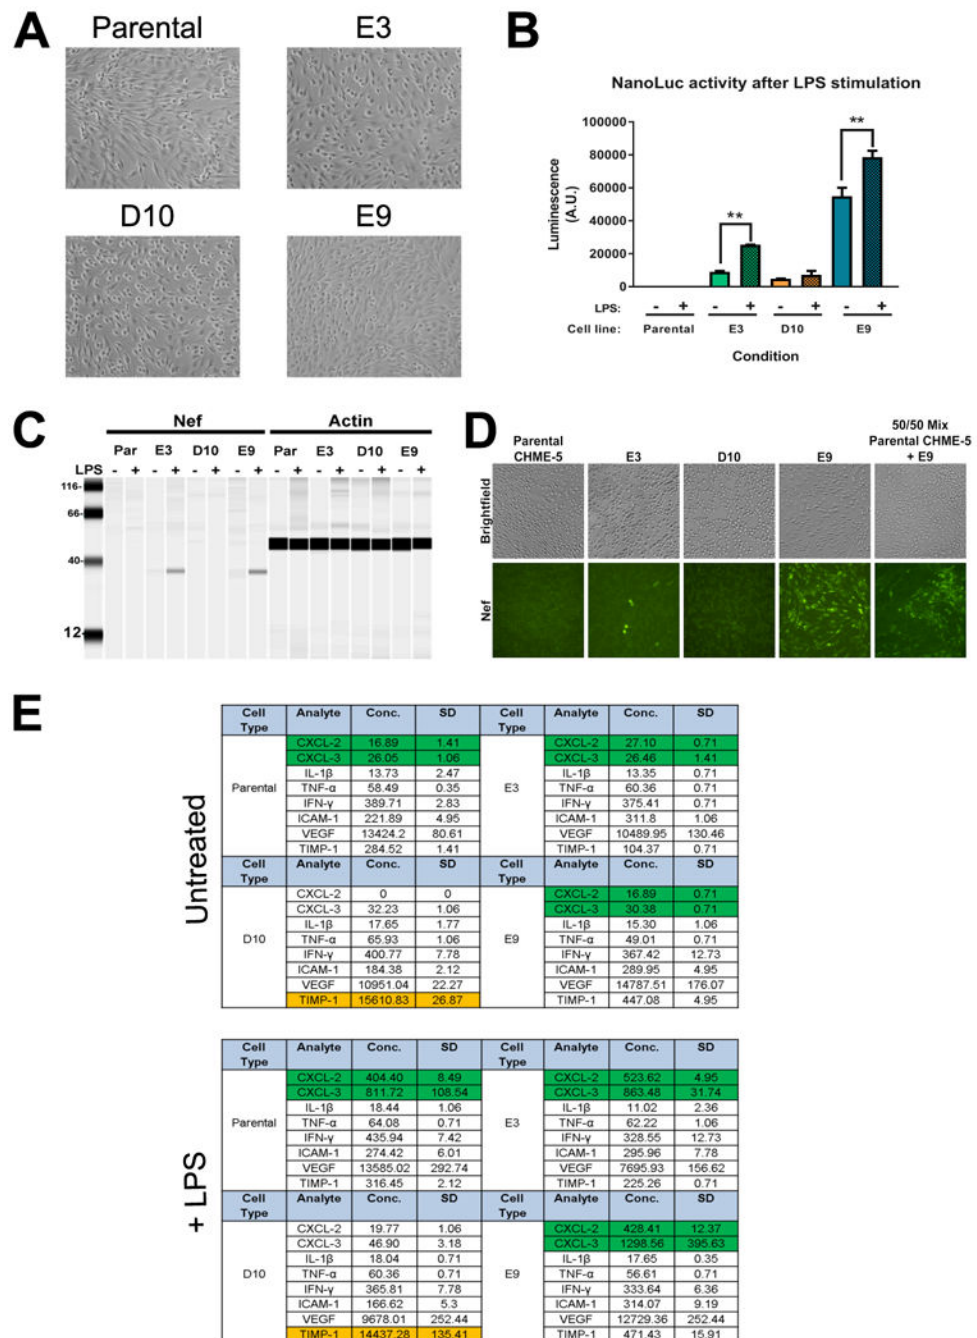 A
Parental
E3
D10
E9
B
NanoLuc activity after LPS stimulation
Luminescence
(A.U.)
100000
80000
60000
40000
20000
0
**
**
LPS: - + - + - + - +
Cell line: Parental E3 D10 E9
Condition
C
Nef Actin
Par E3 D10 E9 Par E3 D10 E9
LPS - + - + - + - + - + - + - + - +
116-
66-
40-
12-
D
Parental
CHME-5
E3
D10
E9
50/50 Mix
Parental CHME-5
+ E9
Brightfield
Nef
E
Untreated
Cell Type Analyte Conc. SD Cell Type Analyte Conc. SD
CXCL-2 16.89 1.41 CXCL-2 27.10 0.71
CXCL-3 26.05 1.06 CXCL-3 26.46 1.41
IL-1β 13.73 2.47 IL-1β 13.35 0.71
Parental TNF-α 58.49 0.35 E3 TNF-α 60.36 0.71
IFN-γ 389.71 2.83 IFN-γ 375.41 0.71
ICAM-1 221.89 4.95 ICAM-1 311.8 1.06
VEGF 13424.2 80.61 VEGF 10489.95 130.46
TIMP-1 284.52 1.41 TIMP-1 104.37 0.71
Cell Type Analyte Conc. SD Cell Type Analyte Conc. SD
CXCL-2 0 0 CXCL-2 16.89 0.71
CXCL-3 32.23 1.06 CXCL-3 30.38 0.71
IL-1β 17.65 1.77 IL-1β 15.30 1.06
D10 TNF-α 65.93 1.06 E9 TNF-α 49.01 0.71
IFN-γ 400.77 7.78 IFN-γ 367.42 12.73
ICAM-1 184.38 2.12 ICAM-1 289.95 4.95
VEGF 10951.04 22.27 VEGF 14787.51 176.07
TIMP-1 15610.83 26.87 TIMP-1 447.08 4.95
+ LPS
Cell Type Analyte Conc. SD Cell Type Analyte Conc. SD
CXCL-2 404.40 8.49 CXCL-2 523.62 4.95
CXCL-3 811.72 108.54 CXCL-3 863.48 31.74
IL-1β 18.44 1.06 IL-1β 11.02 2.36
Parental TNF-α 64.08 0.71 E3 TNF-α 62.22 1.06
IFN-γ 435.94 7.42 IFN-γ 328.55 12.73
ICAM-1 274.42 6.01 ICAM-1 295.96 7.78
VEGF 13585.02 292.74 VEGF 7695.93 156.62
TIMP-1 316.45 2.12 TIMP-1 225.26 0.71
Cell Type Analyte Conc. SD Cell Type Analyte Conc. SD
CXCL-2 19.77 1.06 CXCL-2 428.41 12.37
CXCL-3 46.90 3.18 CXCL-3 1298.56 395.63
IL-1β 18.04 0.71 IL-1β 17.65 0.35
D10 TNF-α 60.36 0.71 E9 TNF-α 56.61 0.71
IFN-γ 365.81 7.78 IFN-γ 333.64 6.36
ICAM-1 166.62 5.3 ICAM-1 314.07 9.19
VEGF 9678.01 252.44 VEGF 12729.36 252.44
TIMP-1 14437.28 135.41 TIMP-1 471.43 15.91